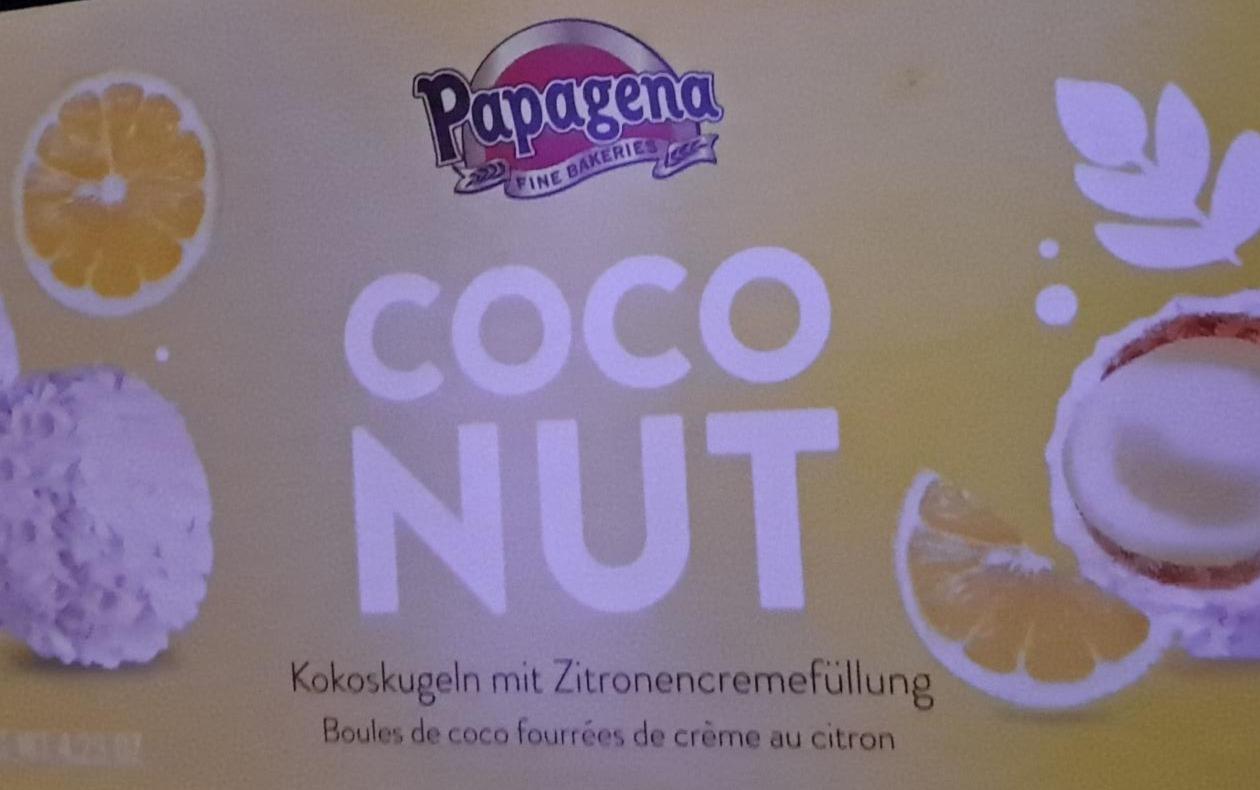 Papagena
FINE BAKERIES
COCO
NUT
Kokoskugeln mit Zitronencremefüllung
Boules de coco fourrées de crème au citron